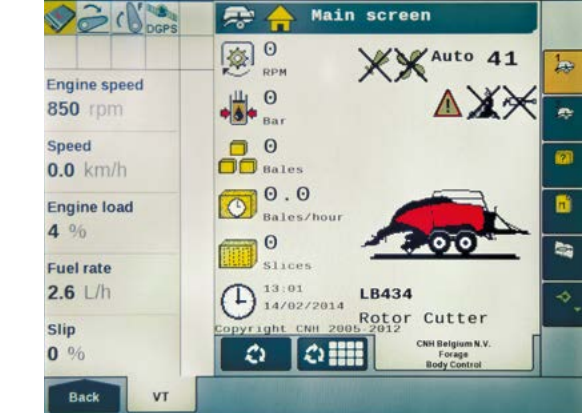 DGPS
Main screen
Engine speed
850 rpm
Speed
0.0 km/h
Engine load
4 %
Fuel rate
2.6 L/h
Slip
0 %
0
RPM
0
Bar
0
Bales
0.0
Bales/hour
0
Slices
13:01
14/02/2014
Auto 41
LB434
Rotor Cutter
Copyright CNH 2005-2012
CNH Belgium N.V.
Forage
Body Control
Back
VT
1
2